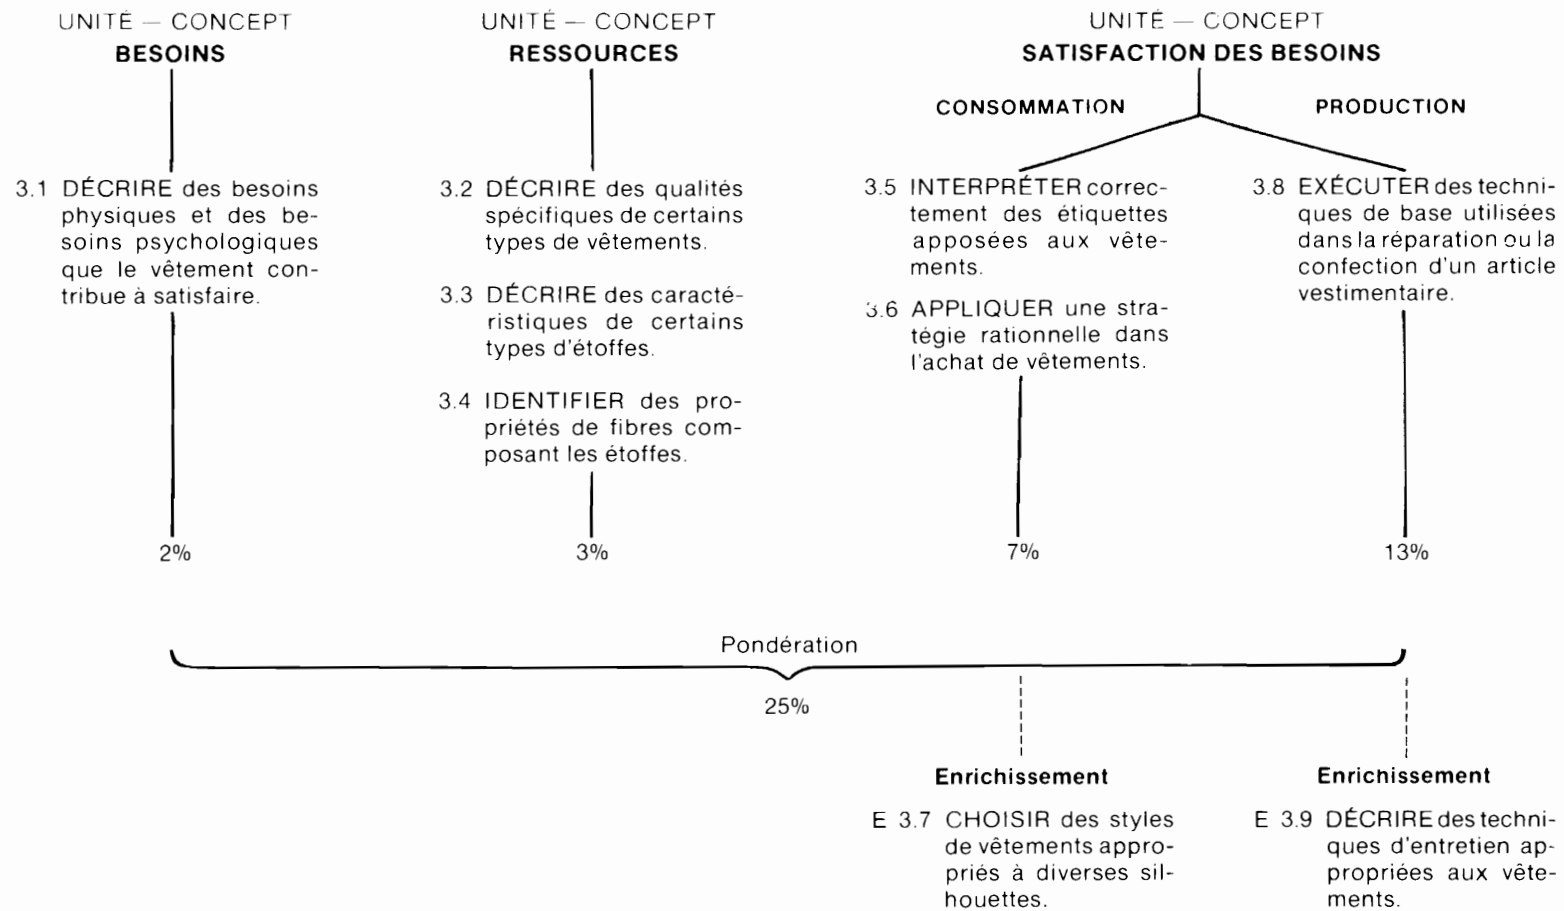 UNITÉ — CONCEPT
BESOINS
3.1 DÉCRIRE des besoins
physiques et des be-
soins psychologiques
que le vêtement con-
tribue à satisfaire.
2%
UNITÉ — CONCEPT
RESSOURCES
3.2 DÉCRIRE des qualités
spécifiques de certains
types de vêtements.
3.3 DÉCRIRE des caracté-
ristiques de certains
types d'étoffes.
3.4 IDENTIFIER des pro-
priétés de fibres com-
posant les étoffes.
3%
UNITÉ — CONCEPT
SATISFACTION DES BESOINS
CONSOMMATION
3.5 INTERPRÉTER correc-
tement des étiquettes
apposées aux vête-
ments.
3.6 APPLIQUER une stra-
tégie rationnelle dans
l'achat de vêtements.
7%
PRODUCTION
3.8 EXÉCUTER des techni-
ques de base utilisées
dans la réparation ou la
confection d'un article
vestimentaire.
13%
Pondération
25%
Enrichissement
E 3.7 CHOISIR des styles
de vêtements appro-
priés à diverses sil-
houettes.
Enrichissement
E 3.9 DÉCRIRE des techni-
ques d'entretien ap-
propriées aux vête-
ments.